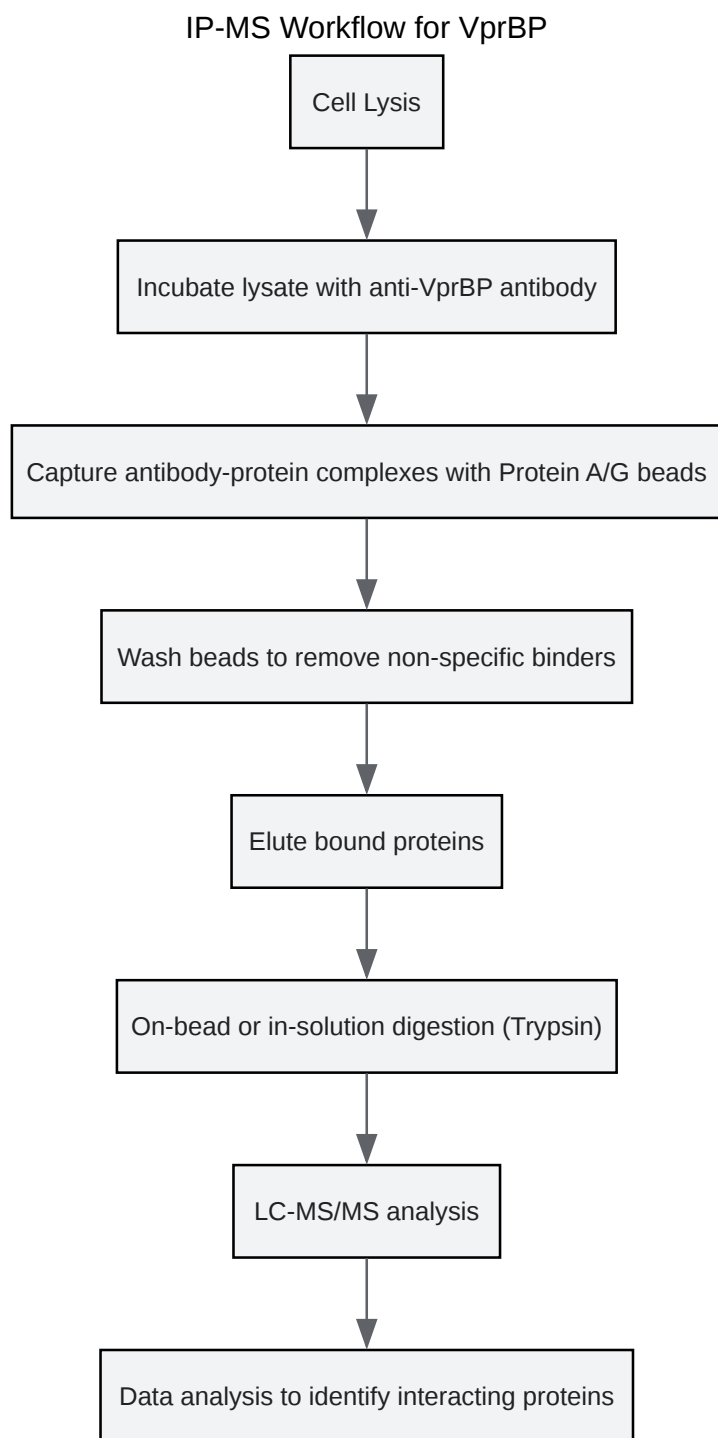 IP-MS Workflow for VprBP
Cell Lysis
Incubate lysate with anti-VprBP antibody
Capture antibody-protein complexes with Protein A/G beads
Wash beads to remove non-specific binders
Elute bound proteins
On-bead or in-solution digestion (Trypsin)
LC-MS/MS analysis
Data analysis to identify interacting proteins